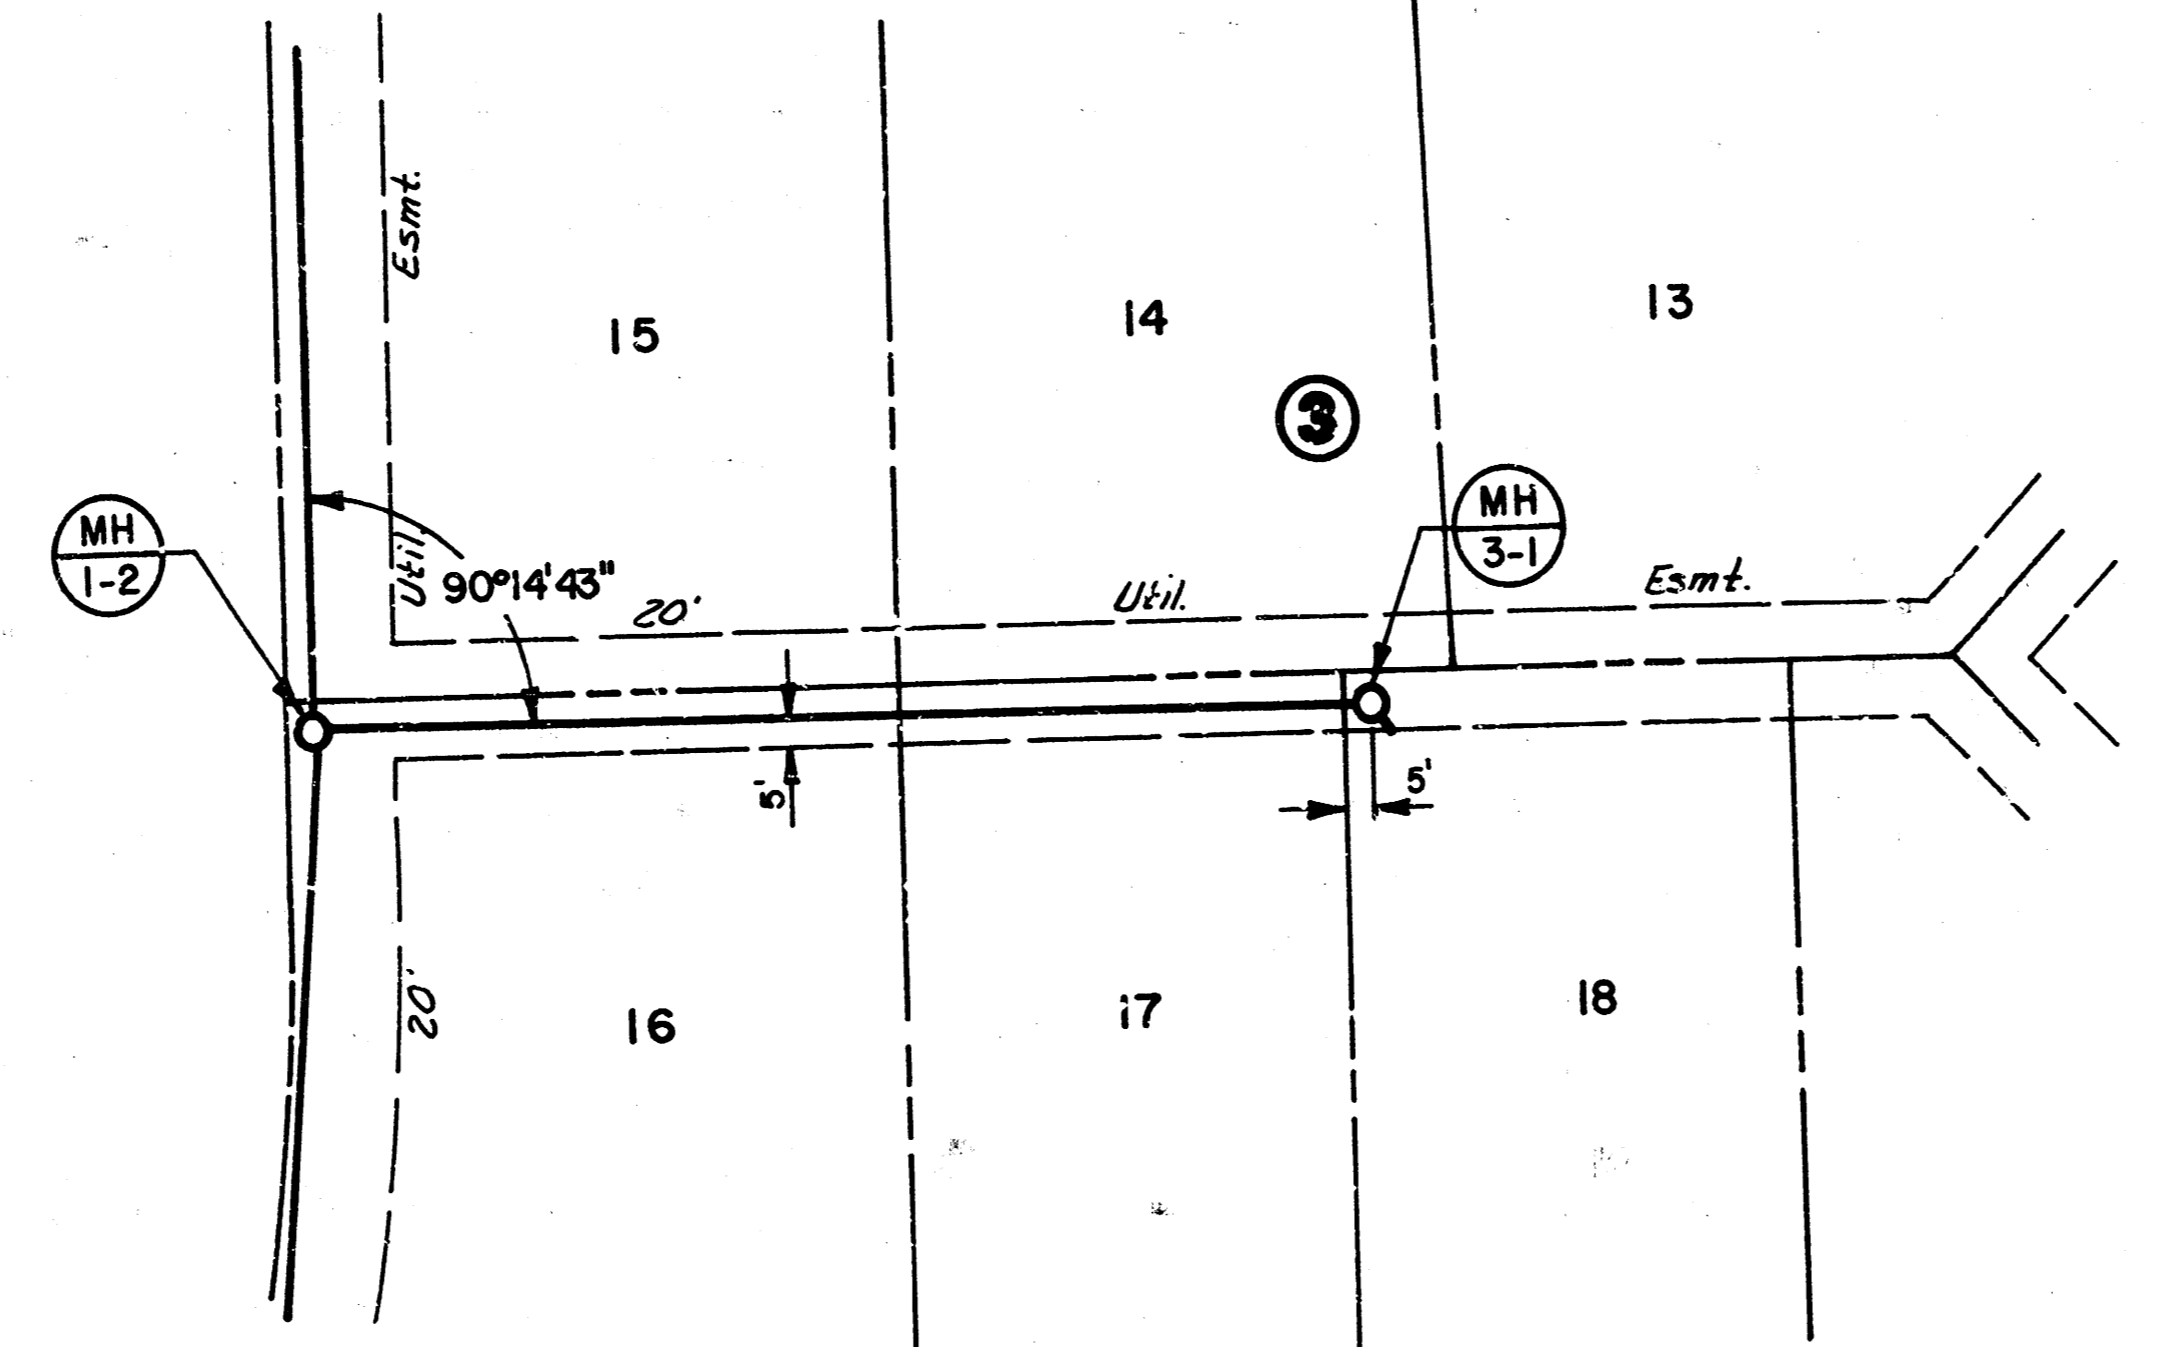 Esmt.
15
14
13
3
MH
1-2
MH
3-1
Util.
90°14'43"
20'
Util.
Esmt.
5'
5'
20'
16
17
18